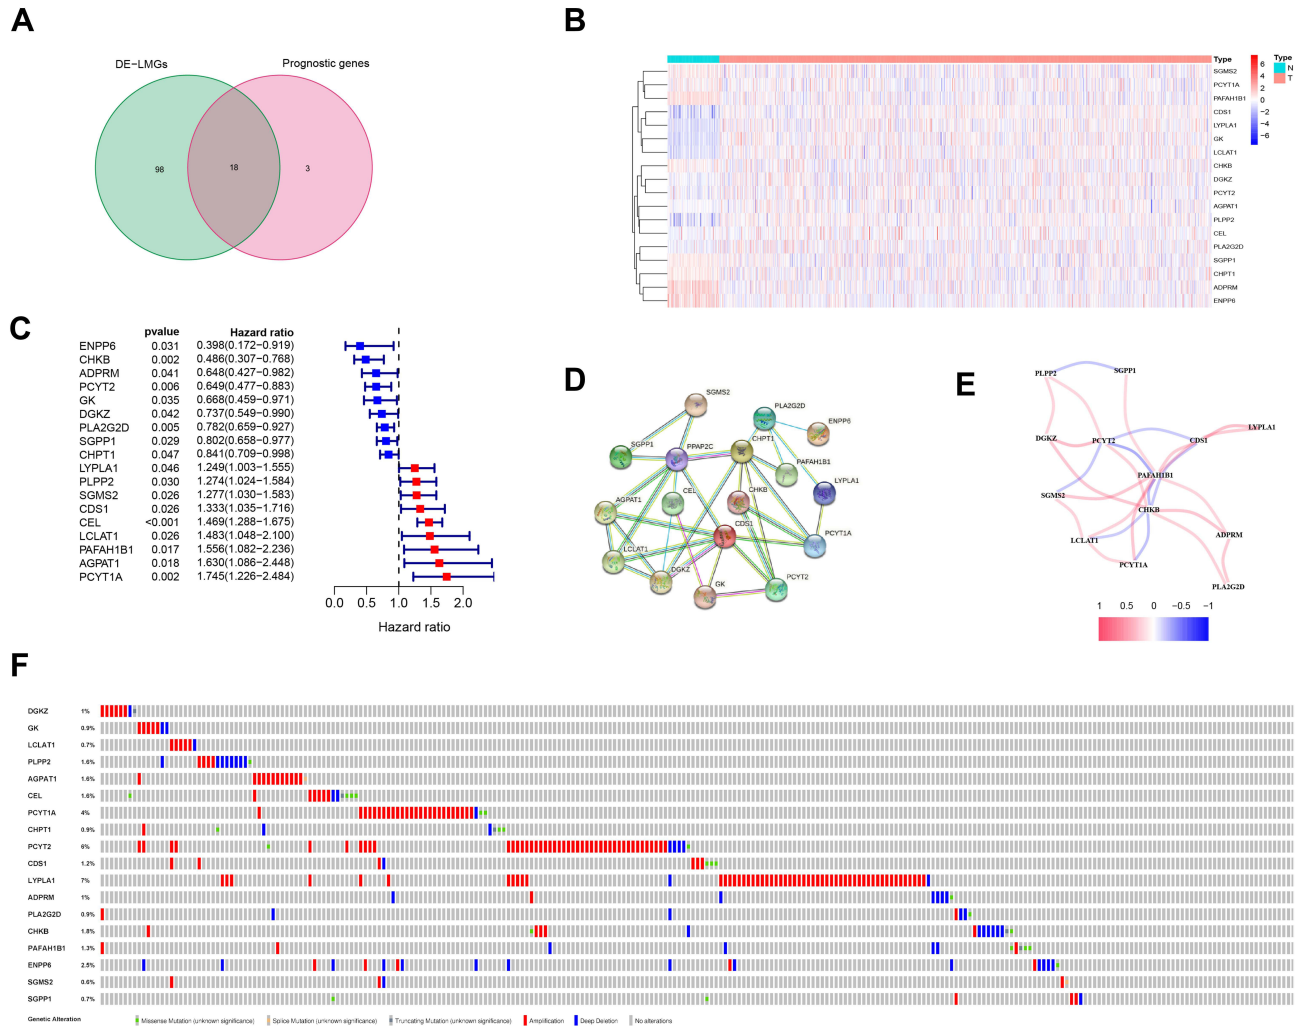 A
DE−LMGs
Prognostic genes
98
18
3
B
Type
SGMS2
PCYT1A
PAFAH1B1
CDS1
LYPLA1
GK
LCLAT1
CHKB
DGKZ
PCYT2
AGPAT1
PLPP2
CEL
PLA2G2D
SGPP1
CHPT1
ADPRM
ENPP6
6
4
2
0
−2
−4
−6
Type
N
T
C
pvalue Hazard ratio
ENPP6 0.031 0.398(0.172−0.919)
CHKB 0.002 0.486(0.307−0.768)
ADPRM 0.041 0.648(0.427−0.982)
PCYT2 0.006 0.649(0.477−0.883)
GK 0.035 0.668(0.459−0.971)
DGKZ 0.042 0.737(0.549−0.990)
PLA2G2D 0.005 0.782(0.659−0.927)
SGPP1 0.029 0.802(0.658−0.977)
CHPT1 0.047 0.841(0.709−0.998)
LYPLA1 0.046 1.249(1.003−1.555)
PLPP2 0.030 1.274(1.024−1.584)
SGMS2 0.026 1.277(1.030−1.583)
CDS1 0.026 1.333(1.035−1.716)
CEL <0.001 1.469(1.288−1.675)
LCLAT1 0.026 1.483(1.048−2.100)
PAFAH1B1 0.017 1.556(1.082−2.236)
AGPAT1 0.018 1.630(1.086−2.448)
PCYT1A 0.002 1.745(1.226−2.484)
0.0 0.5 1.0 1.5 2.0
Hazard ratio
D
SGMS2
PLA2G2D
ENPP6
SGPP1
PPAP2C
CHPT1
PAFAH1B1
LYPLA1
AGPAT1
CEL
CHKB
CDS1
PCYT1A
LCLAT1
DGKZ
GK
PCYT2
E
PLPP2
SGPP1
LYPLA1
DGKZ
PCYT2
CDS1
PAFAH1B1
SGMS2
CHKB
LCLAT1
ADPRM
PCYT1A
PLA2G2D
1 0.5 0 −0.5 −1
F
DGKZ 1%
GK 0.9%
LCLAT1 0.7%
PLPP2 1.6%
AGPAT1 1.6%
CEL 1.6%
PCYT1A 4%
CHPT1 0.9%
PCYT2 6%
CDS1 1.2%
LYPLA1 7%
ADPRM 1%
PLA2G2D 0.9%
CHKB 1.8%
PAFAH1B1 1.3%
ENPP6 2.5%
SGMS2 0.6%
SGPP1 0.7%
Genetic Alteration Missense Mutation (unknown significance) Splice Mutation (unknown significance) Truncating Mutation (unknown significance) Amplification Deep Deletion No alterations